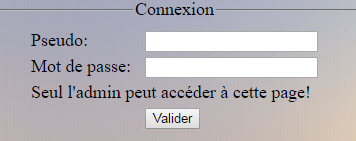 Connexion
Pseudo:
Mot de passe:
Seul l'admin peut accéder à cette page!
Valider